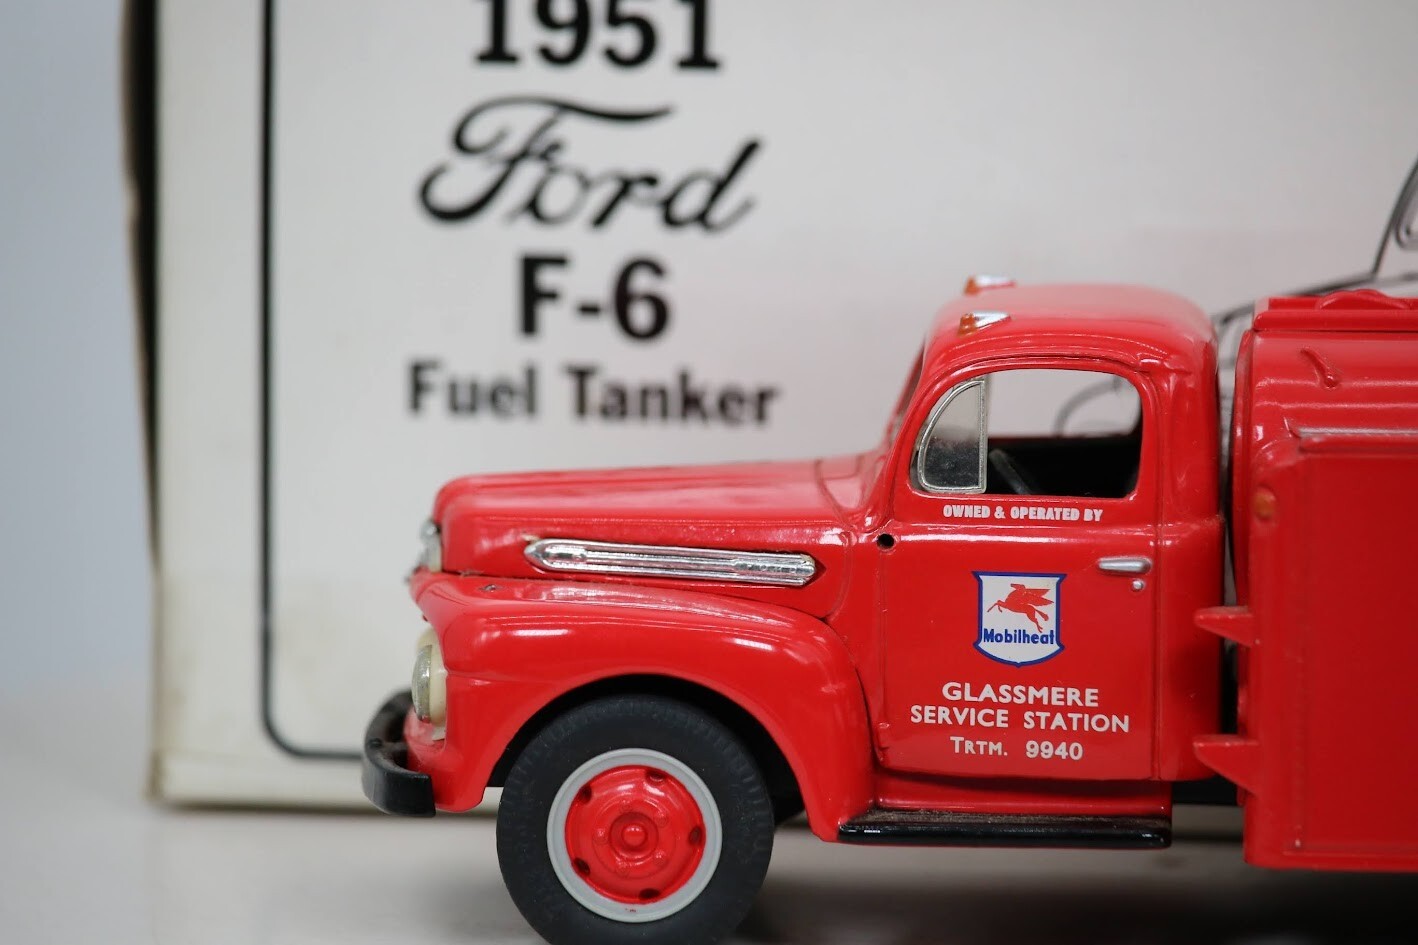 1951
Ford
F-6
Fuel Tanker
OWNED & OPERATED BY
Mobilheat
GLASSMERE
SERVICE STATION
TRTM. 9940